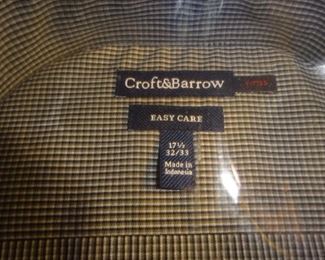 Croft&Barrow
EASY CARE
17½
32/33
Made in
Indonesia